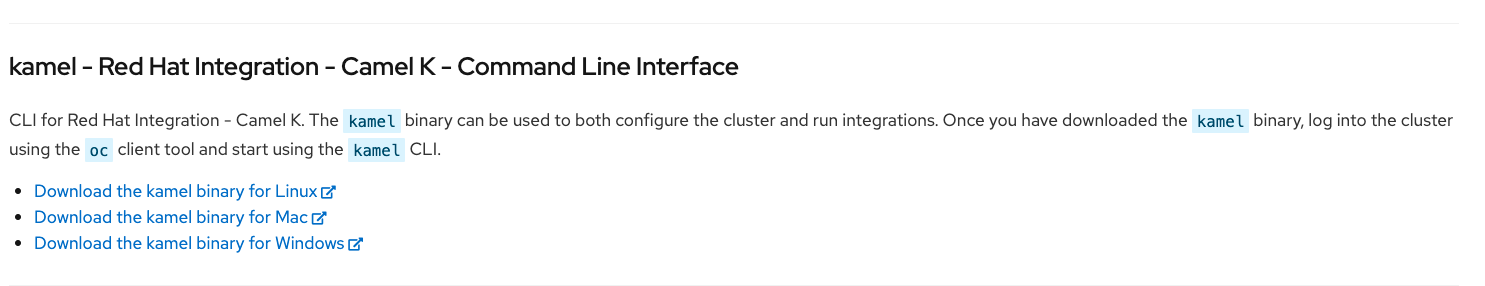 kamel - Red Hat Integration - Camel K - Command Line Interface
CLI for Red Hat Integration - Camel K. The kamel binary can be used to both configure the cluster and run integrations. Once you have downloaded the kamel binary, log into the cluster
using the oc client tool and start using the kamel CLI.
Download the kamel binary for Linux
Download the kamel binary for Mac
Download the kamel binary for Windows